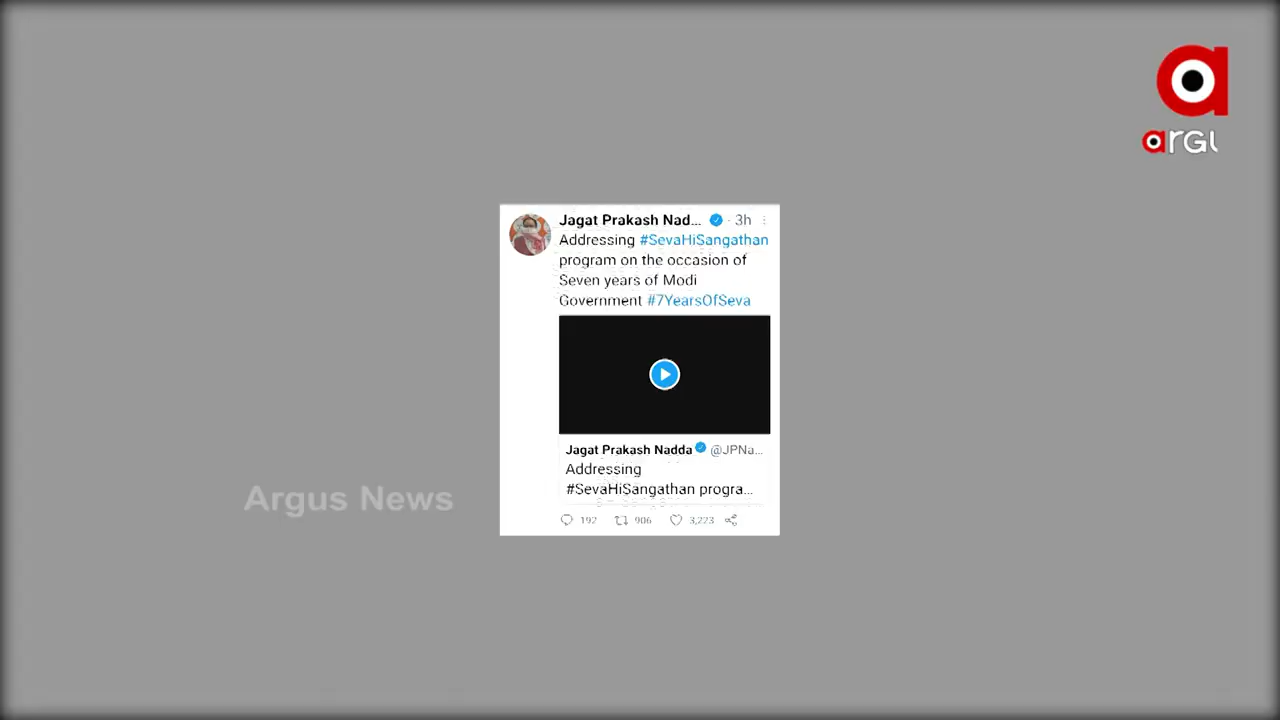 argu
Jagat Prakash Nad... · 3h
Addressing #SevaHiSangathan
program on the occasion of
Seven years of Modi
Government #7YearsOfSeva
Jagat Prakash Nadda @JPNa...
Addressing
#SevaHiSangathan progra...
Argus News
192 906 3,223